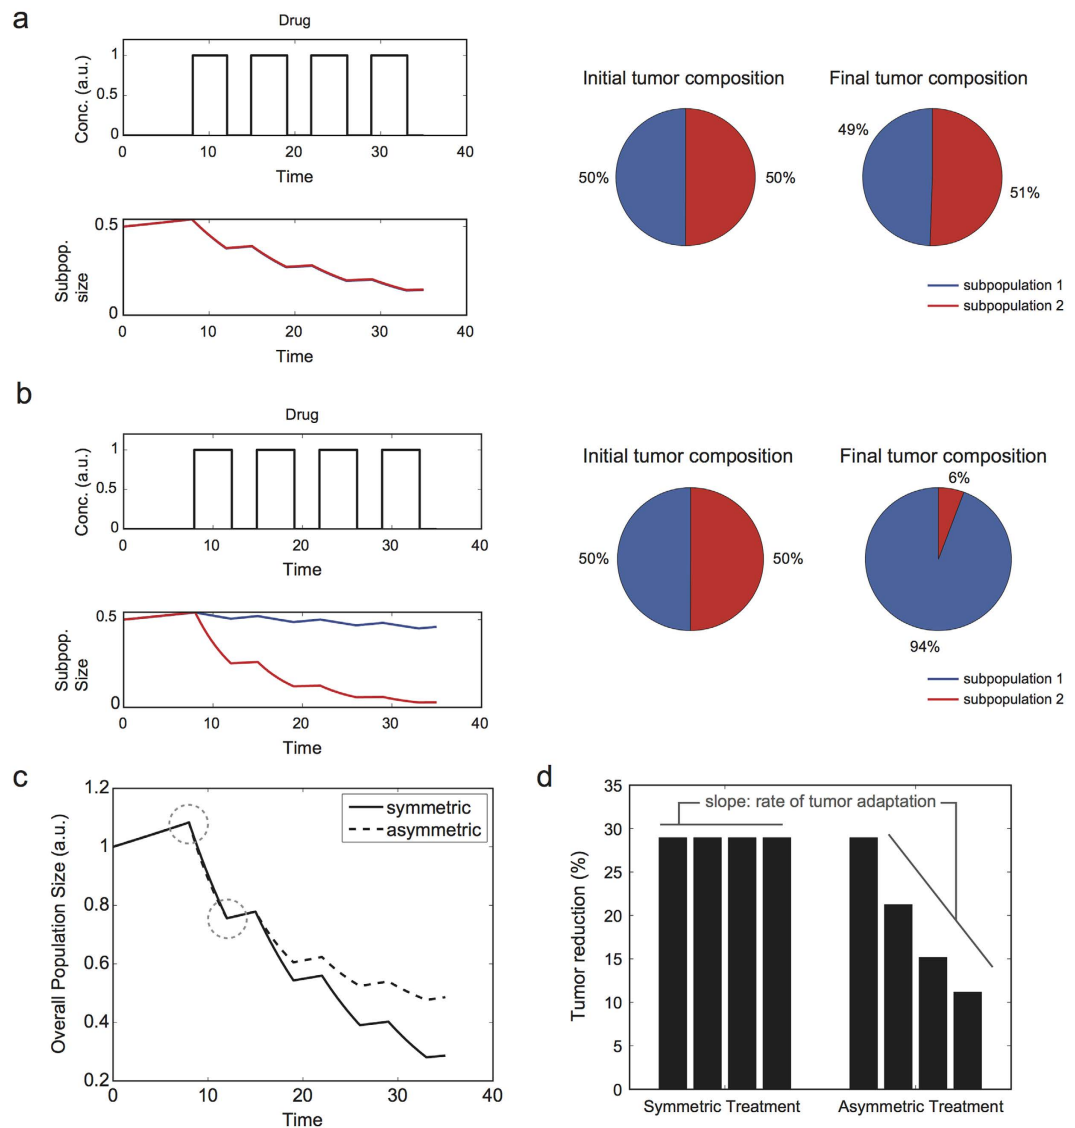 a
Drug
Conc. (a.u.)
1
0.5
0
0 10 20 30 40
Time
Subpop.
size
0.5
0
0 10 20 30 40
Time
Initial tumor composition
50%
50%
Final tumor composition
49%
51%
subpopulation 1
subpopulation 2
b
Drug
Conc. (a.u.)
1
0.5
0
0 10 20 30 40
Time
Subpop.
Size
0.5
0
0 10 20 30 40
Time
Initial tumor composition
50%
50%
Final tumor composition
6%
94%
subpopulation 1
subpopulation 2
c
Overall Population Size (a.u.)
1.2
1
0.8
0.6
0.4
0.2
0 10 20 30 40
Time
symmetric
asymmetric
d
Tumor reduction (%)
35
30
25
20
15
10
5
0
slope: rate of tumor adaptation
Symmetric Treatment
Asymmetric Treatment